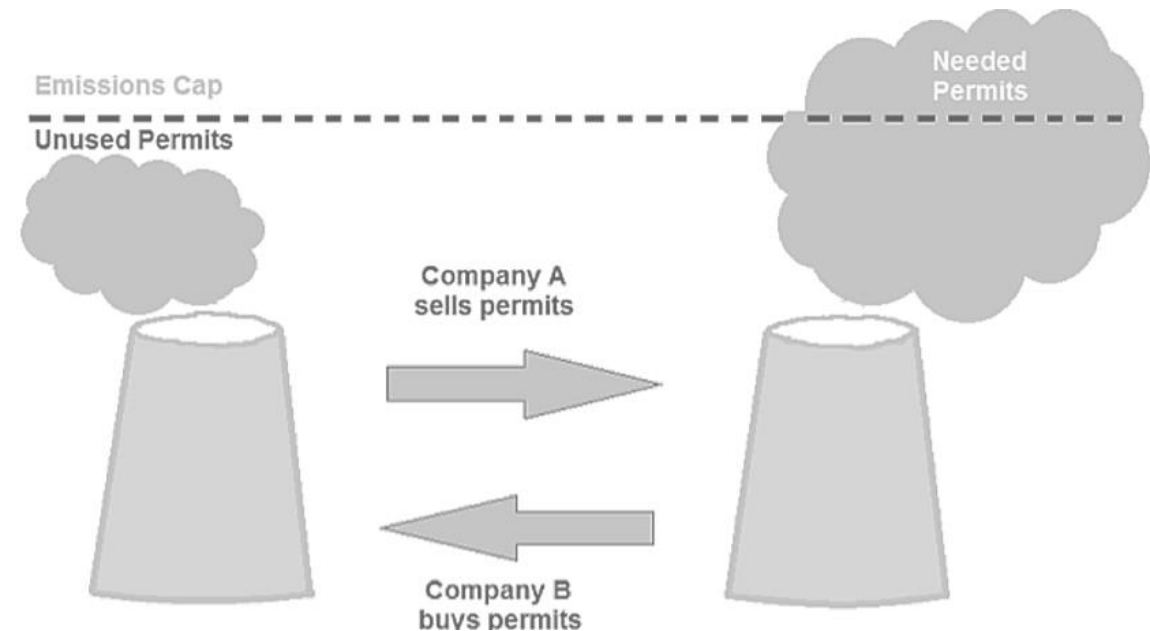 Emissions Cap
Needed
Permits
Unused Permits
Company A
sells permits
Company B
buys permits